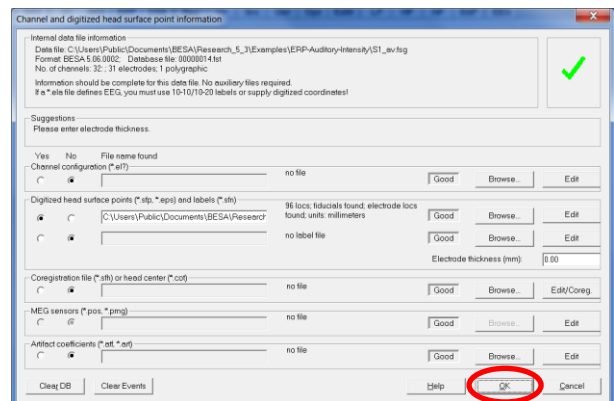 Channel and digitized head surface point information
Internal data file information
Data file: C:\Users\Public\Documents\BESA\Research_5_3\Examples\ERP-Auditory-Intensity\S1_av.fsg
Format: BESA 5.06.0002; Database file: 00000014.fst
No. of channels: 32: ; 31 electrodes; 1 polygraphic
Information should be complete for this data file. No auxiliary files required.
If a *.ela file defines EEG, you must use 10-10/10-20 labels or supply digitized coordinates!
Suggestions
Please enter electrode thickness.
Yes No File name found
Channel configuration (*.el?)
no file Good Browse... Edit
Digitized head surface points (*.sfp, *.eps) and labels (*.sfn)
C:\Users\Public\Documents\BESA\Research 96 locs; fiducials found; electrode locs found; units: millimeters Good Browse... Edit
no label file Good Browse... Edit
Electrode thickness (mm): 0.00
Coregistration file (*.sfh) or head center (*.cot)
no file Good Browse... Edit/Coreg.
MEG sensors (*.pos, *.pmg)
no file Good Browse... Edit
Artifact coefficients (*.atf, *.art)
no file Good Browse... Edit
Clear DB Clear Events Help OK Cancel